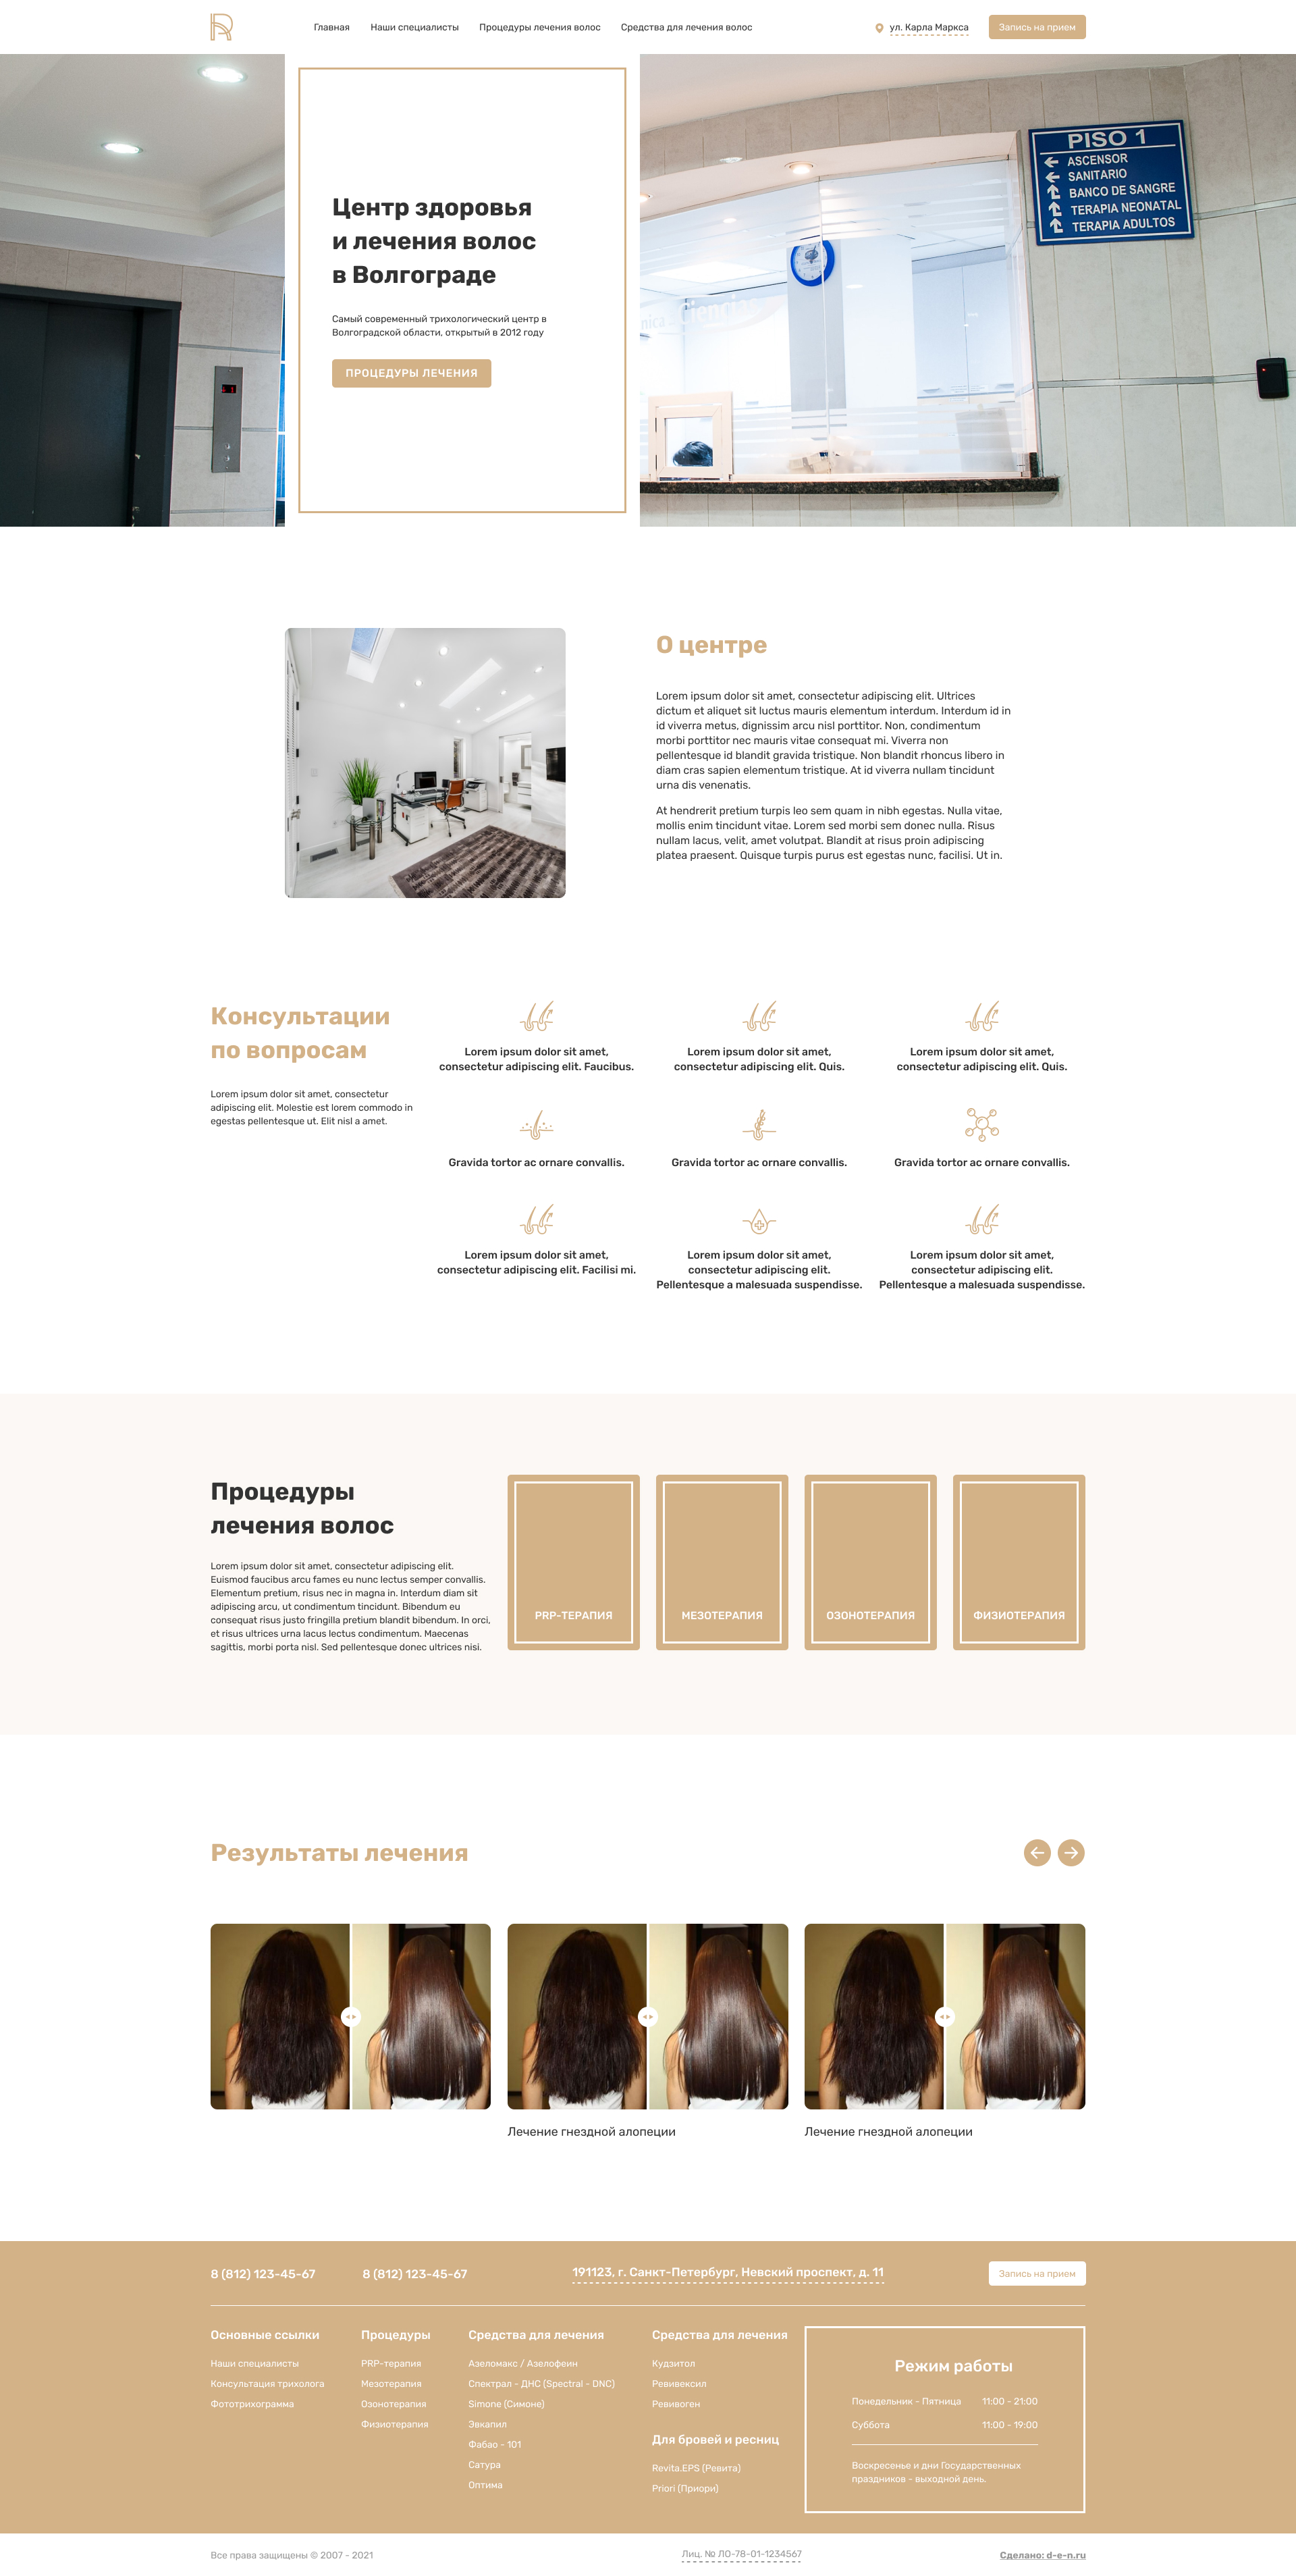 Главная
Наши специалисты
Процедуры лечения волос
Средства для лечения волос
ул. Карла Маркса
Запись на прием
Центр здоровья
и лечения волос
в Волгограде
Самый современный трихологический центр в
Волгоградской области, открытый в 2012 году
ПРОЦЕДУРЫ ЛЕЧЕНИЯ
PISO 1
ASCENSOR
SANITARIO
BANCO DE SANGRE
TERAPIA NEONATAL
TERAPIA ADULTOS
О центре
Lorem ipsum dolor sit amet, consectetur adipiscing elit. Ultrices
dictum et aliquet sit luctus mauris elementum interdum. Interdum id in
id viverra metus, dignissim arcu nisl porttitor. Non, condimentum
morbi porttitor nec mauris vitae consequat mi. Viverra non
pellentesque id blandit gravida tristique. Non blandit rhoncus libero in
diam cras sapien elementum tristique. At id viverra nullam tincidunt
urna dis venenatis.
At hendrerit pretium turpis leo sem quam in nibh egestas. Nulla vitae,
mollis enim tincidunt vitae. Lorem sed morbi sem donec nulla. Risus
nullam lacus, velit, amet volutpat. Blandit at risus proin adipiscing
platea praesent. Quisque turpis purus est egestas nunc, facilisi. Ut in.
Консультации
по вопросам
Lorem ipsum dolor sit amet, consectetur
adipiscing elit. Molestie est lorem commodo in
egestas pellentesque ut. Elit nisl a amet.
Lorem ipsum dolor sit amet,
consectetur adipiscing elit. Faucibus.
Lorem ipsum dolor sit amet,
consectetur adipiscing elit. Quis.
Lorem ipsum dolor sit amet,
consectetur adipiscing elit. Quis.
Gravida tortor ac ornare convallis.
Gravida tortor ac ornare convallis.
Gravida tortor ac ornare convallis.
Lorem ipsum dolor sit amet,
consectetur adipiscing elit. Facilisi mi.
Lorem ipsum dolor sit amet,
consectetur adipiscing elit.
Pellentesque a malesuada suspendisse.
Lorem ipsum dolor sit amet,
consectetur adipiscing elit.
Pellentesque a malesuada suspendisse.
Процедуры
лечения волос
Lorem ipsum dolor sit amet, consectetur adipiscing elit.
Euismod faucibus arcu fames eu nunc lectus semper convallis.
Elementum pretium, risus nec in magna in. Interdum diam sit
adipiscing arcu, ut condimentum tincidunt. Bibendum eu
consequat risus justo fringilla pretium blandit bibendum. In orci,
et risus ultrices urna lacus lectus condimentum. Maecenas
sagittis, morbi porta nisl. Sed pellentesque donec ultrices nisi.
PRP-ТЕРАПИЯ
МЕЗОТЕРАПИЯ
ОЗОНОТЕРАПИЯ
ФИЗИОТЕРАПИЯ
Результаты лечения
Лечение гнездной алопеции
Лечение гнездной алопеции
8 (812) 123-45-67
8 (812) 123-45-67
191123, г. Санкт-Петербург, Невский проспект, д. 11
Запись на прием
Основные ссылки
Наши специалисты
Консультация трихолога
Фототрихограмма
Процедуры
PRP-терапия
Мезотерапия
Озонотерапия
Физиотерапия
Средства для лечения
Азеломакс / Азелофеин
Спектрал - ДНС (Spectral - DNC)
Simone (Симоне)
Эвкапил
Фабао - 101
Сатура
Оптима
Средства для лечения
Кудзитол
Ревивексил
Ревивоген
Для бровей и ресниц
Revita.EPS (Ревита)
Priori (Приори)
Режим работы
Понедельник - Пятница 11:00 - 21:00
Суббота 11:00 - 19:00
Воскресенье и дни Государственных
праздников - выходной день.
Все права защищены © 2007 - 2021
Лиц. № ЛО-78-01-1234567
Сделано: d-e-n.ru